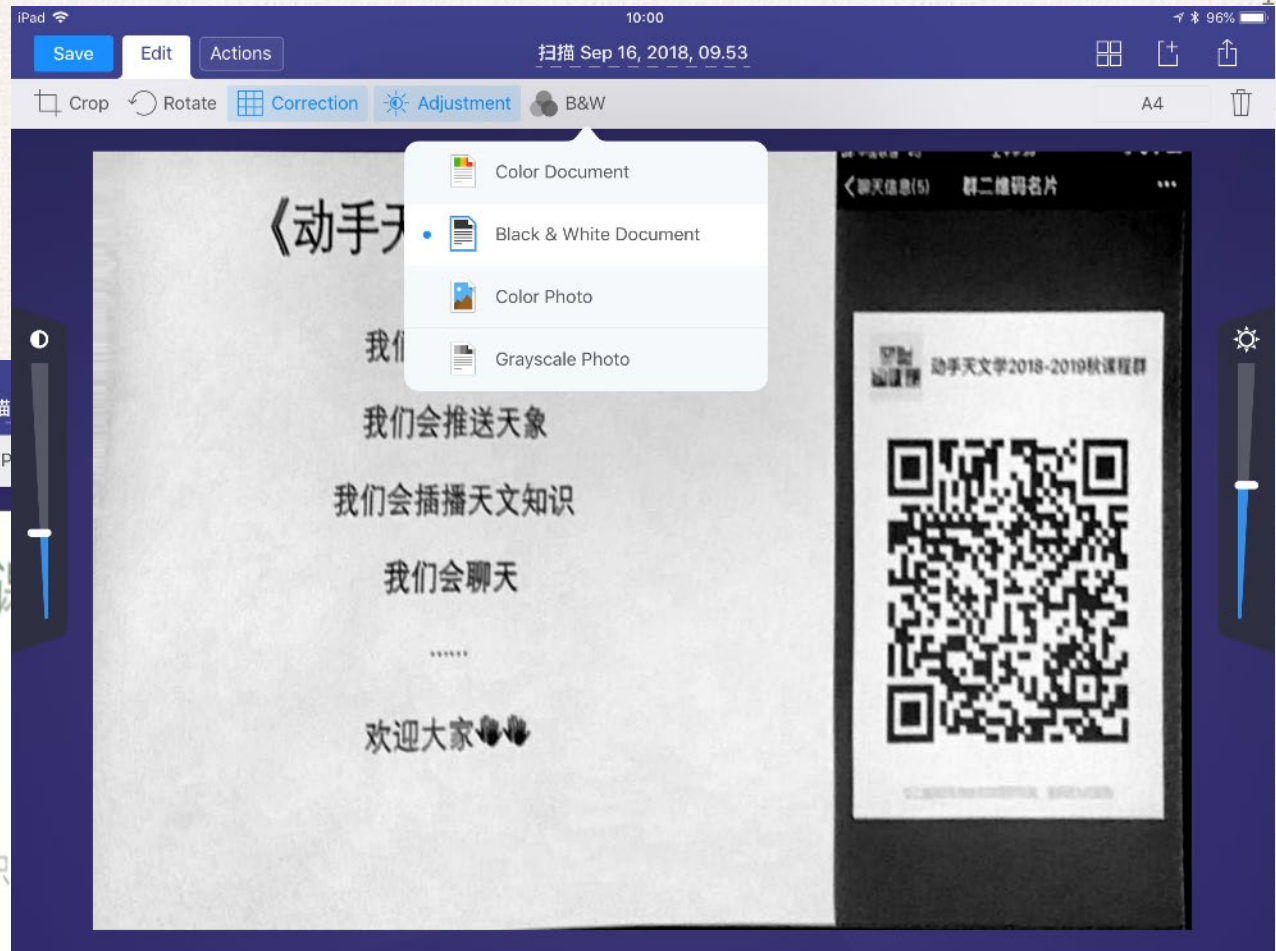 iPad 10:00 96%
Save Edit Actions 扫描 Sep 16, 2018, 09.53
Crop Rotate Correction Adjustment B&W A4
Color Document
Black & White Document
Color Photo
Grayscale Photo
《动手天
我们
我们会推送天象
我们会插播天文知识
我们会聊天
......
欢迎大家
聊天信息(5) 群二维码名片
动手天文学2018-2019秋课程群